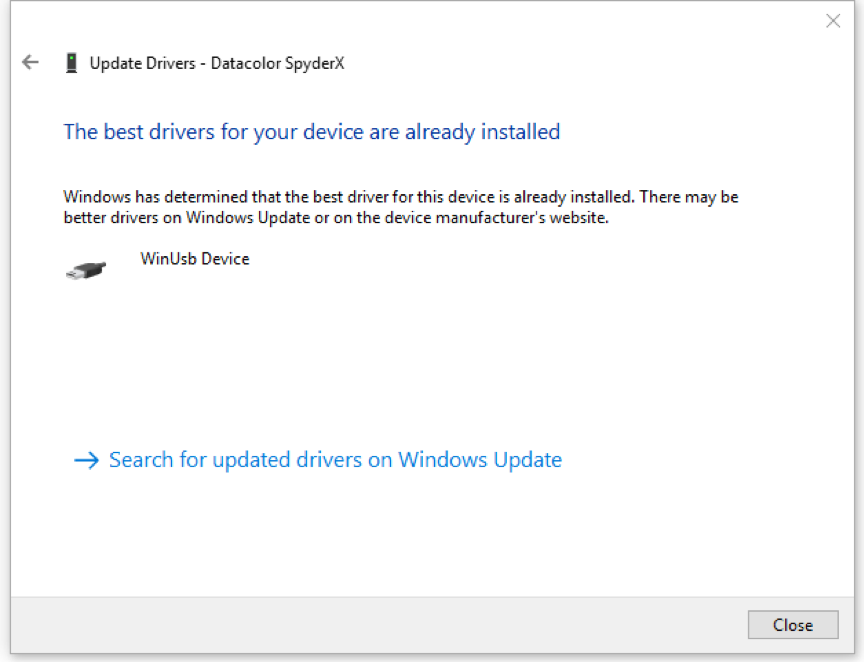 Update Drivers - Datacolor SpyderX
The best drivers for your device are already installed
Windows has determined that the best driver for this device is already installed. There may be
better drivers on Windows Update or on the device manufacturer's website.
WinUsb Device
Search for updated drivers on Windows Update
Close